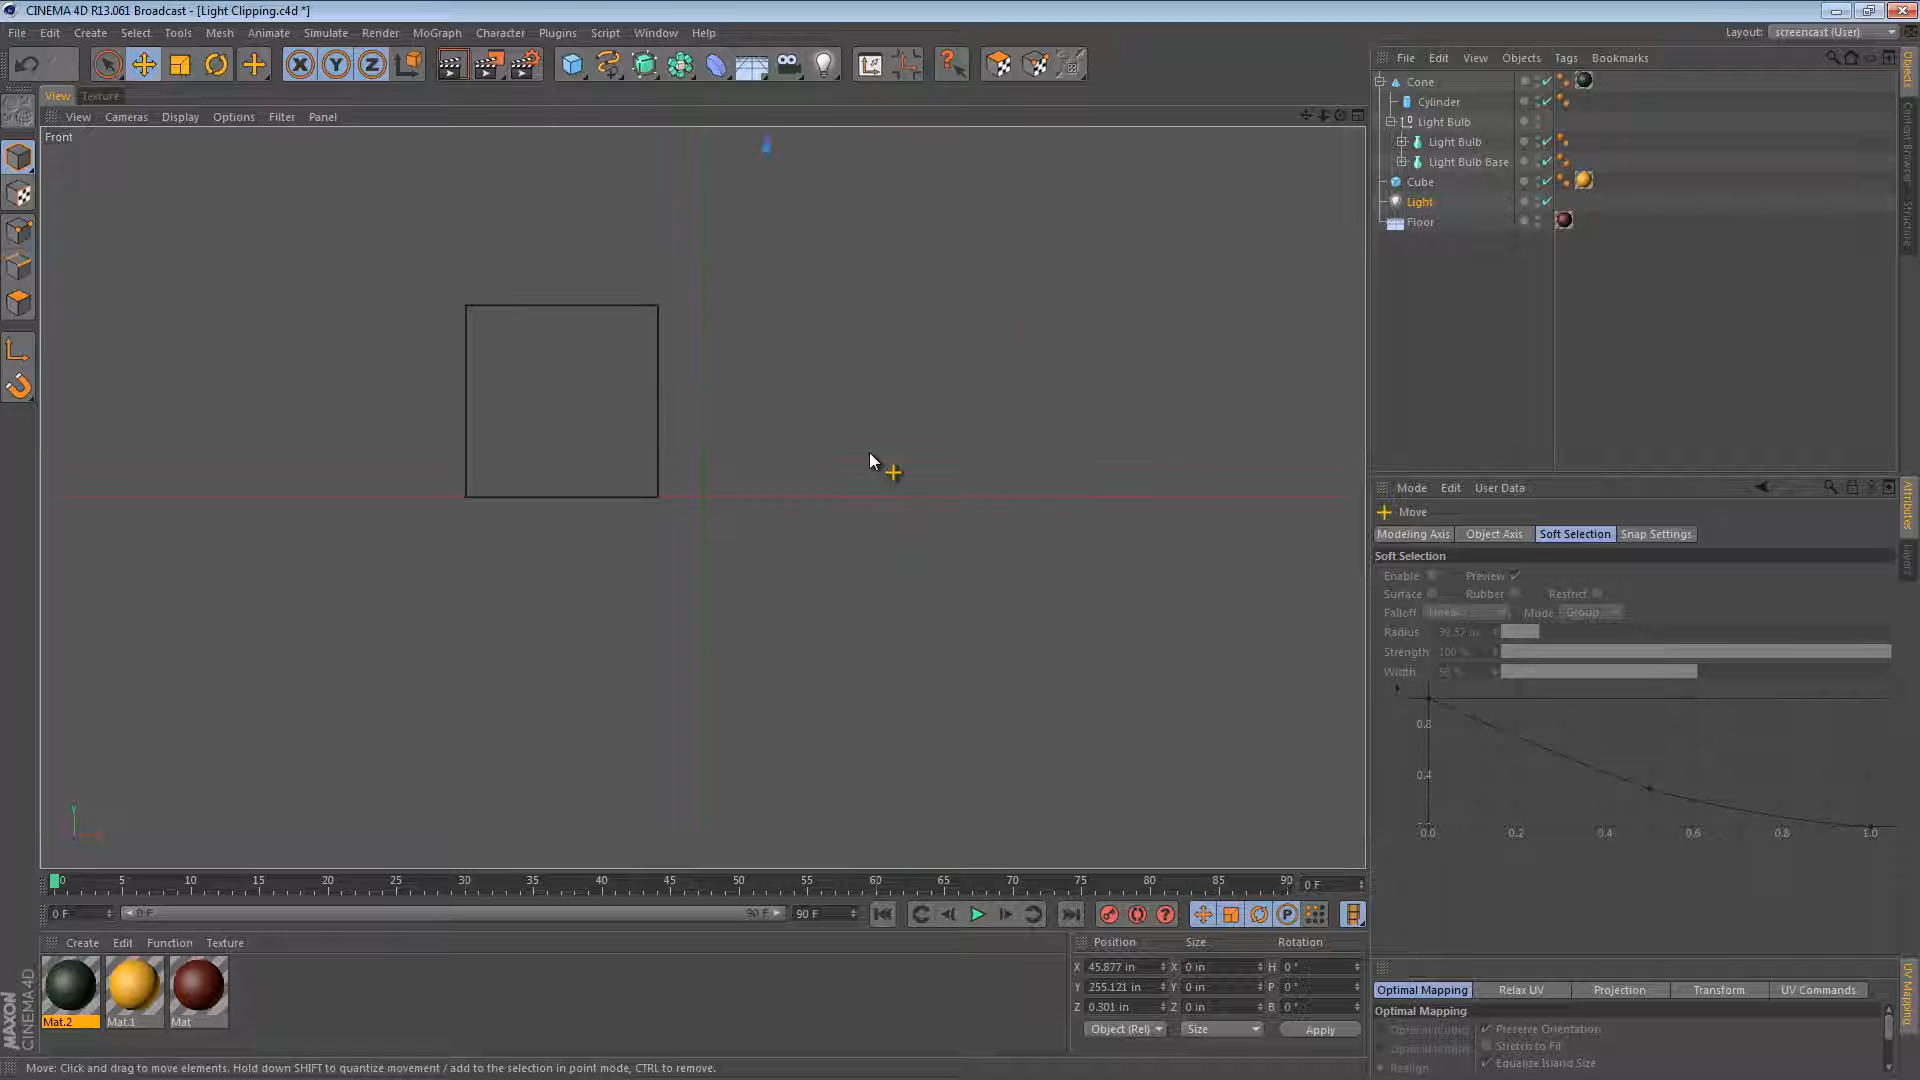 CINEMA 4D R13.061 Broadcast - [Light Clipping.c4d *]
File Edit Create Select Tools Mesh Animate Simulate Render MoGraph Character Plugins Script Window Help
Layout: screencast (User)
View Texture
View Cameras Display Options Filter Panel
Front
File Edit View Objects Tags Bookmarks
Cone
Cylinder
Light Bulb
Light Bulb
Light Bulb Base
Cube
Light
Floor
Objects
Content Browser
Structure
Mode Edit User Data
Move
Modeling Axis Object Axis Soft Selection Snap Settings
Soft Selection
Enable Preview
Surface Rubber Restrict
Falloff Linear Mode Group
Radius 39.37 in
Strength 100 %
Width
0.8
0.4
0.0 0.2 0.4 0.6 0.8 1.0
Attributes
Layers
0 5 10 15 20 25 30 35 40 45 50 55 60 65 70 75 80 85 90 0 F
0 F 0 F 90 F 90 F
Create Edit Function Texture
Mat.2 Mat.1 Mat
MAXON
CINEMA 4D
Position Size Rotation
X 45.877 in X 0 in H 0 °
Y 255.121 in Y 0 in P 0 °
Z 0.301 in Z 0 in B 0 °
Object (Rel) Size Apply
Optimal Mapping Relax UV Projection Transform UV Commands
Optimal Mapping
Preserve Orientation
Stretch to Fit
Equalize Island Size
Realign
UV Mapping
Move: Click and drag to move elements. Hold down SHIFT to quantize movement / add to the selection in point mode, CTRL to remove.